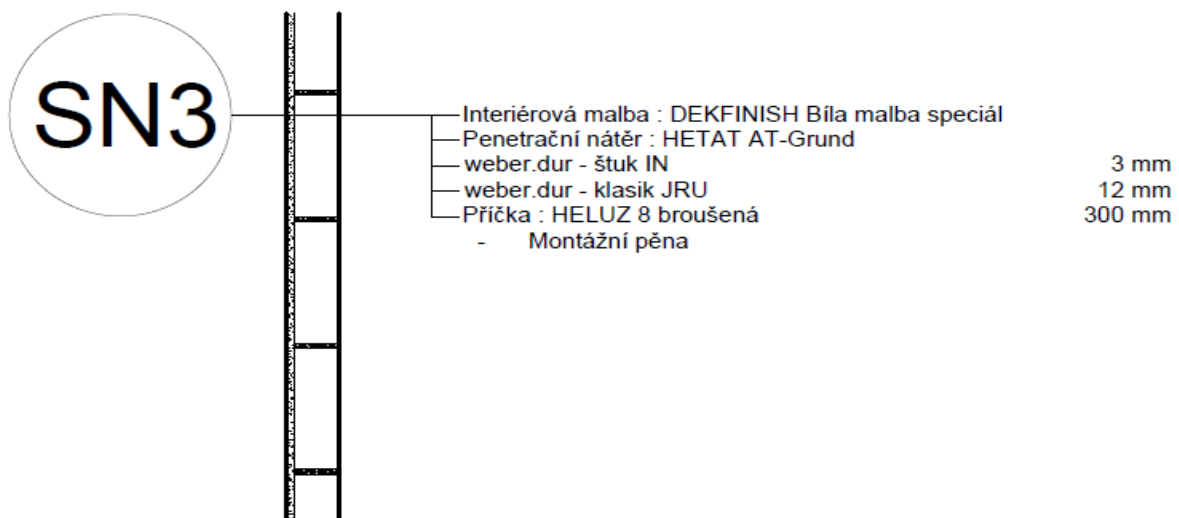 SN3
Interiérová malba : DEKFINISH Bíla malba speciál
Penetrační nátěr : HETAT AT-Grund
weber.dur - štuk IN 3 mm
weber.dur - klasik JRU 12 mm
Příčka : HELUZ 8 broušená 300 mm
- Montážní pěna